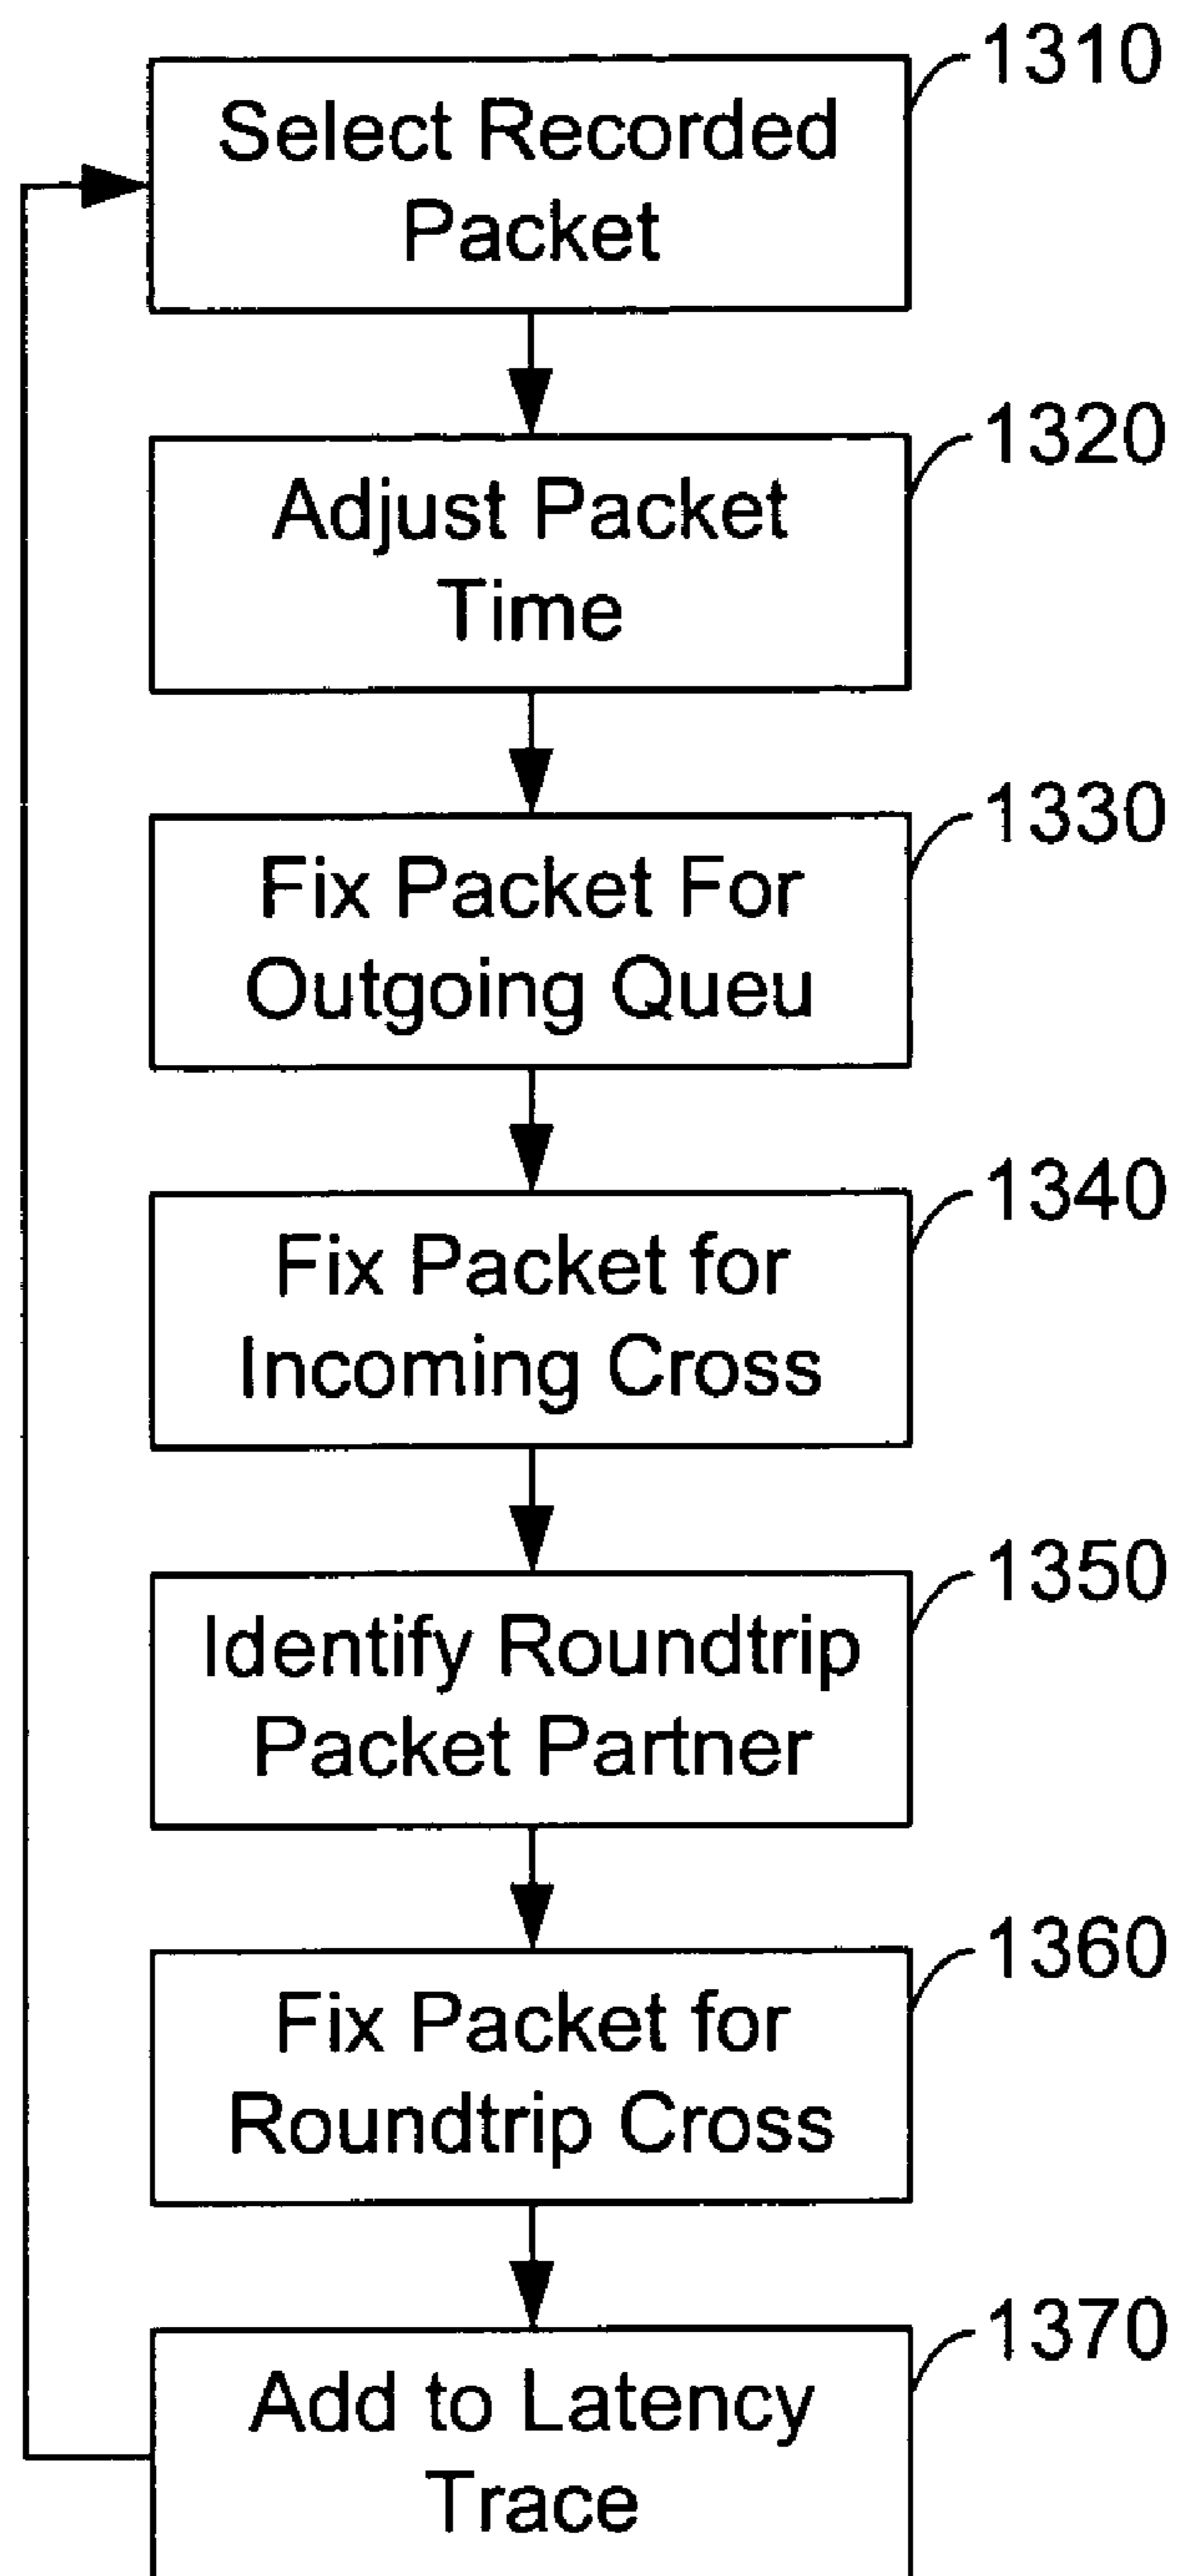 1310
Select Recorded
Packet
1320
Adjust Packet
Time
1330
Fix Packet For
Outgoing Queu
1340
Fix Packet for
Incoming Cross
1350
Identify Roundtrip
Packet Partner
1360
Fix Packet for
Roundtrip Cross
1370
Add to Latency
Trace